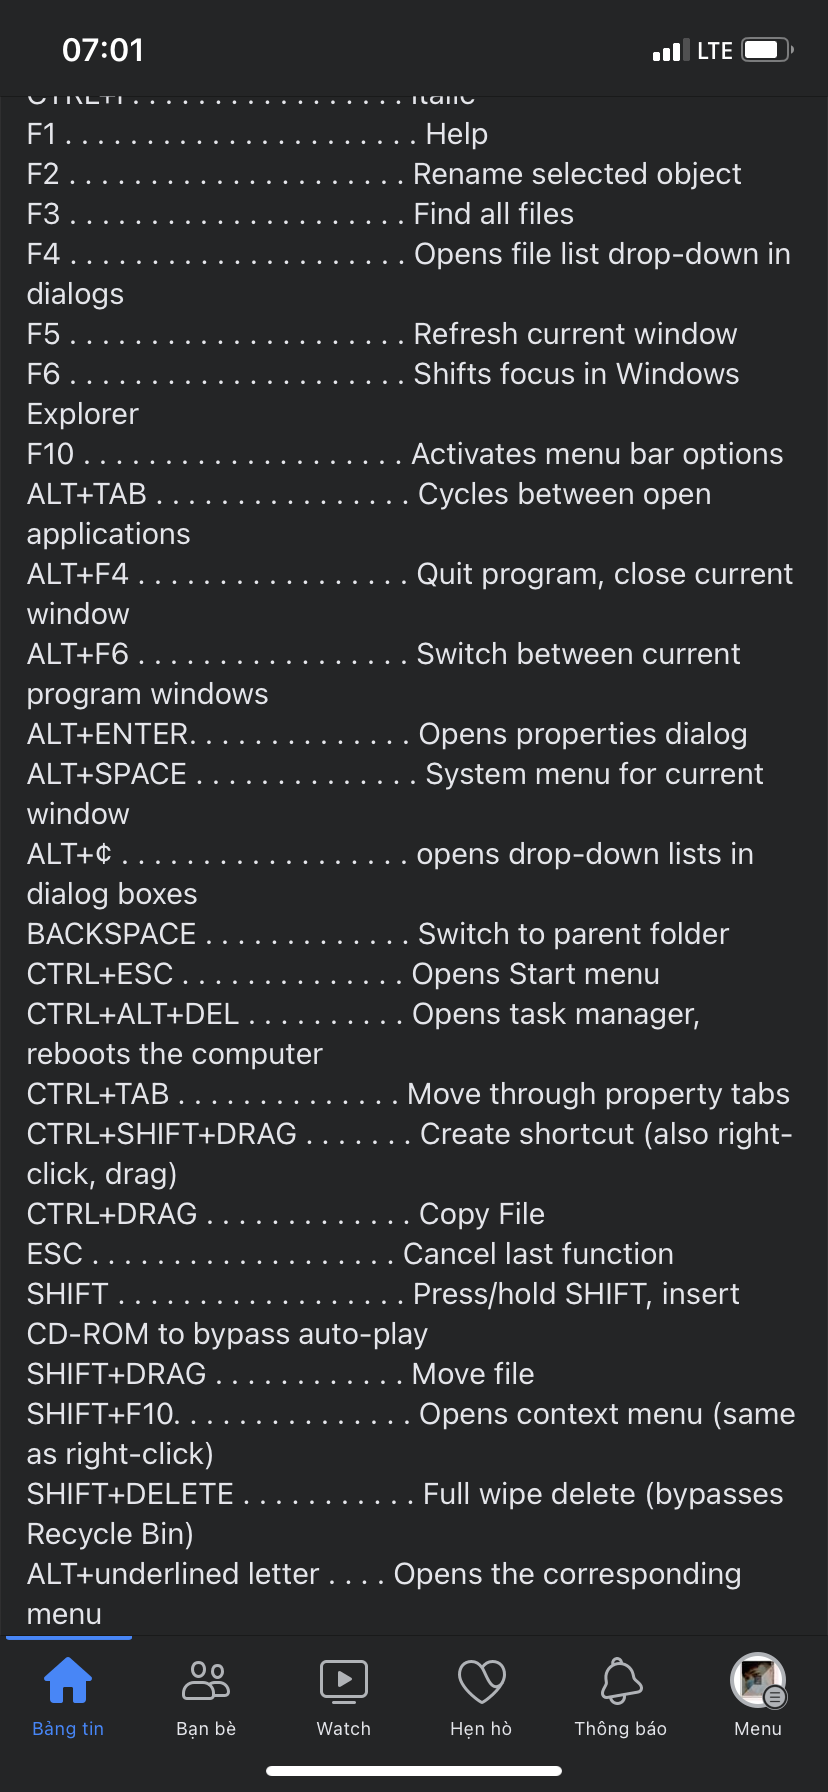 07:01
LTE
CTRL+I . . . . . . . . . . . . . . . . . Italic
F1 . . . . . . . . . . . . . . . . . . . . . . Help
F2 . . . . . . . . . . . . . . . . . . . . . Rename selected object
F3 . . . . . . . . . . . . . . . . . . . . . Find all files
F4 . . . . . . . . . . . . . . . . . . . . . Opens file list drop-down in
dialogs
F5 . . . . . . . . . . . . . . . . . . . . . Refresh current window
F6 . . . . . . . . . . . . . . . . . . . . . Shifts focus in Windows
Explorer
F10 . . . . . . . . . . . . . . . . . . . . Activates menu bar options
ALT+TAB . . . . . . . . . . . . . . . . Cycles between open
applications
ALT+F4 . . . . . . . . . . . . . . . . . Quit program, close current
window
ALT+F6 . . . . . . . . . . . . . . . . . Switch between current
program windows
ALT+ENTER. . . . . . . . . . . . . . Opens properties dialog
ALT+SPACE . . . . . . . . . . . . . . System menu for current
window
ALT+¢ . . . . . . . . . . . . . . . . . . opens drop-down lists in
dialog boxes
BACKSPACE . . . . . . . . . . . . . Switch to parent folder
CTRL+ESC . . . . . . . . . . . . . . Opens Start menu
CTRL+ALT+DEL . . . . . . . . . . Opens task manager,
reboots the computer
CTRL+TAB . . . . . . . . . . . . . . Move through property tabs
CTRL+SHIFT+DRAG . . . . . . . Create shortcut (also right-
click, drag)
CTRL+DRAG . . . . . . . . . . . . . Copy File
ESC . . . . . . . . . . . . . . . . . . . Cancel last function
SHIFT . . . . . . . . . . . . . . . . . . Press/hold SHIFT, insert
CD-ROM to bypass auto-play
SHIFT+DRAG . . . . . . . . . . . . Move file
SHIFT+F10. . . . . . . . . . . . . . . Opens context menu (same
as right-click)
SHIFT+DELETE . . . . . . . . . . . Full wipe delete (bypasses
Recycle Bin)
ALT+underlined letter . . . . Opens the corresponding
menu
Bảng tin
Bạn bè
Watch
Hẹn hò
Thông báo
Menu